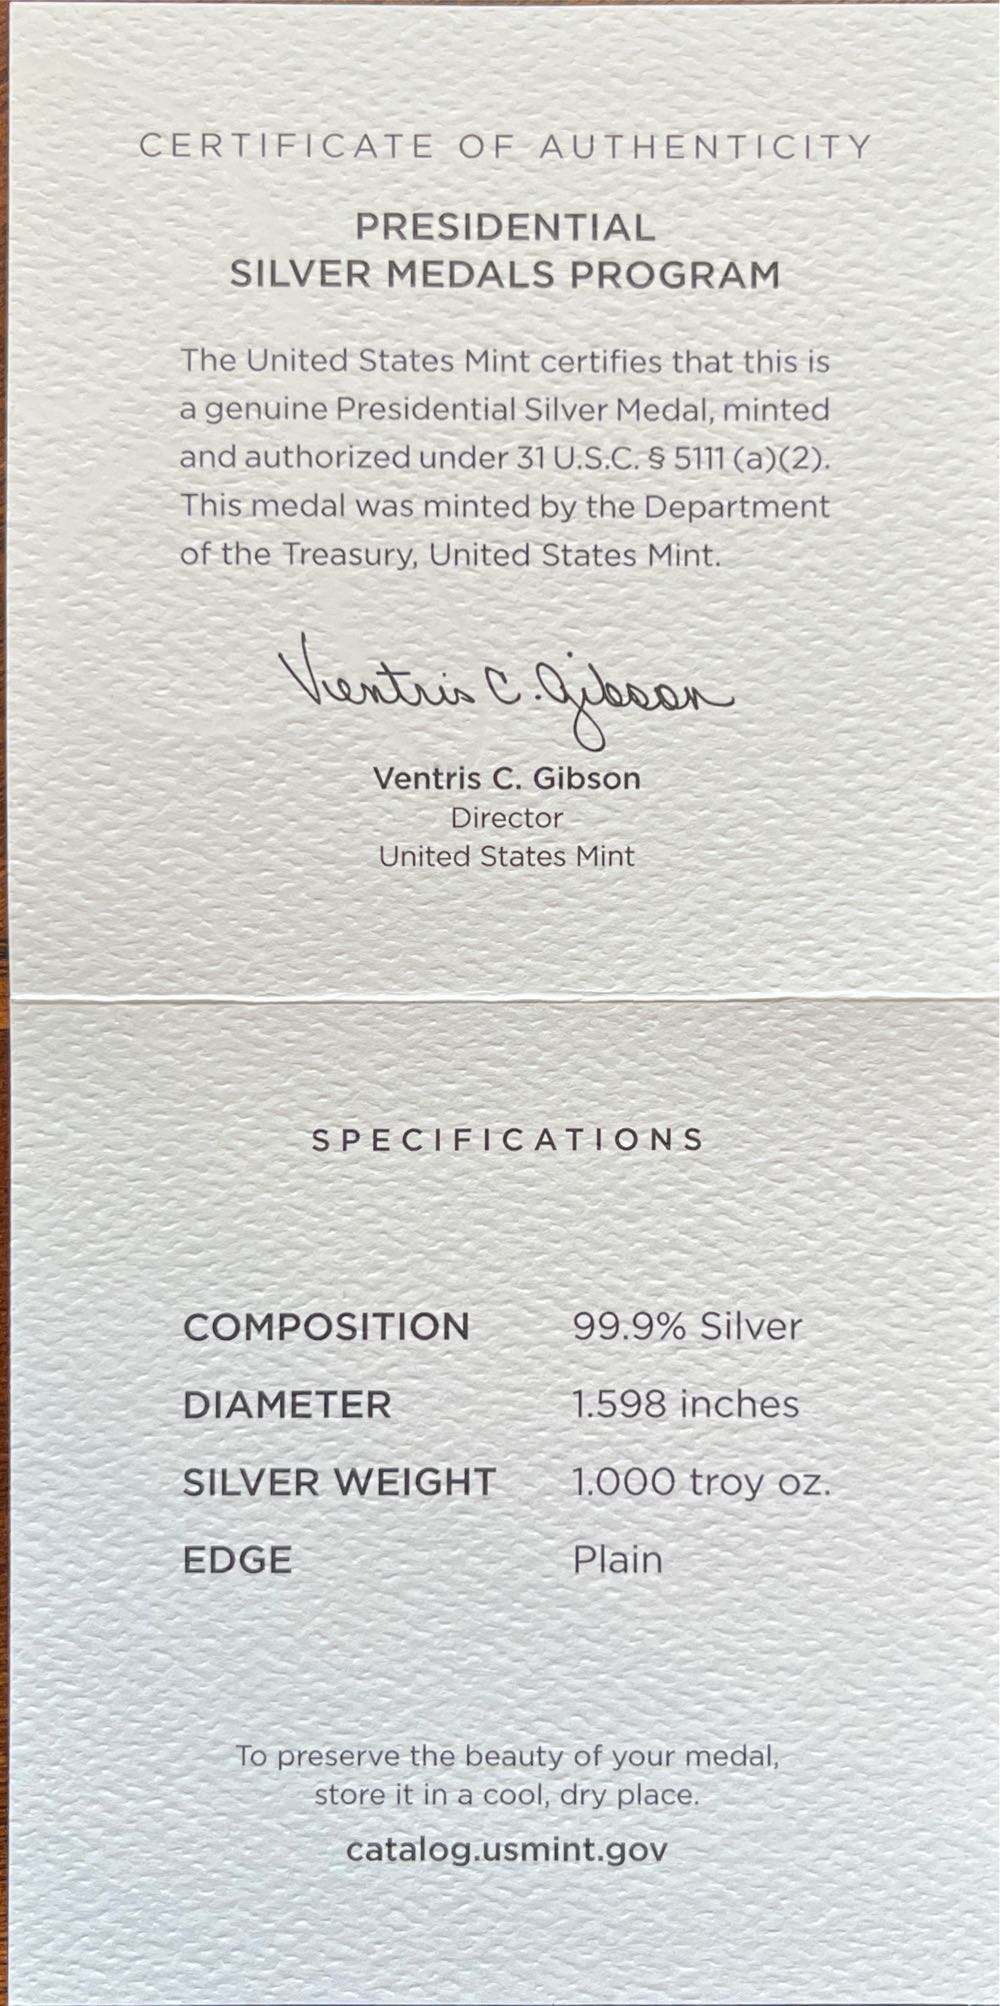 CERTIFICATE OF AUTHENTICITY
PRESIDENTIAL
SILVER MEDALS PROGRAM
The United States Mint certifies that this is
a genuine Presidential Silver Medal, minted
and authorized under 31 U.S.C. § 5111 (a)(2).
This medal was minted by the Department
of the Treasury, United States Mint.
Ventris C. Gibson
Ventris C. Gibson
Director
United States Mint
SPECIFICATIONS
COMPOSITION 99.9% Silver
DIAMETER 1.598 inches
SILVER WEIGHT 1.000 troy oz.
EDGE Plain
To preserve the beauty of your medal,
store it in a cool, dry place.
catalog.usmint.gov